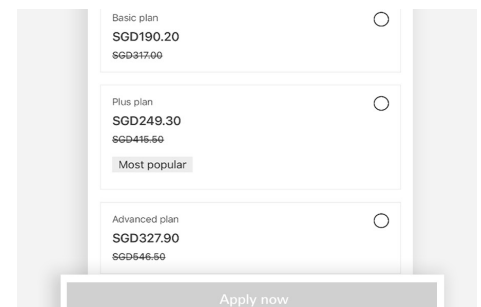 Basic plan
SGD190.20
SGD317.00
Plus plan
SGD249.30
SGD415.50
Most popular
Advanced plan
SGD327.90
SGD546.50
Apply now